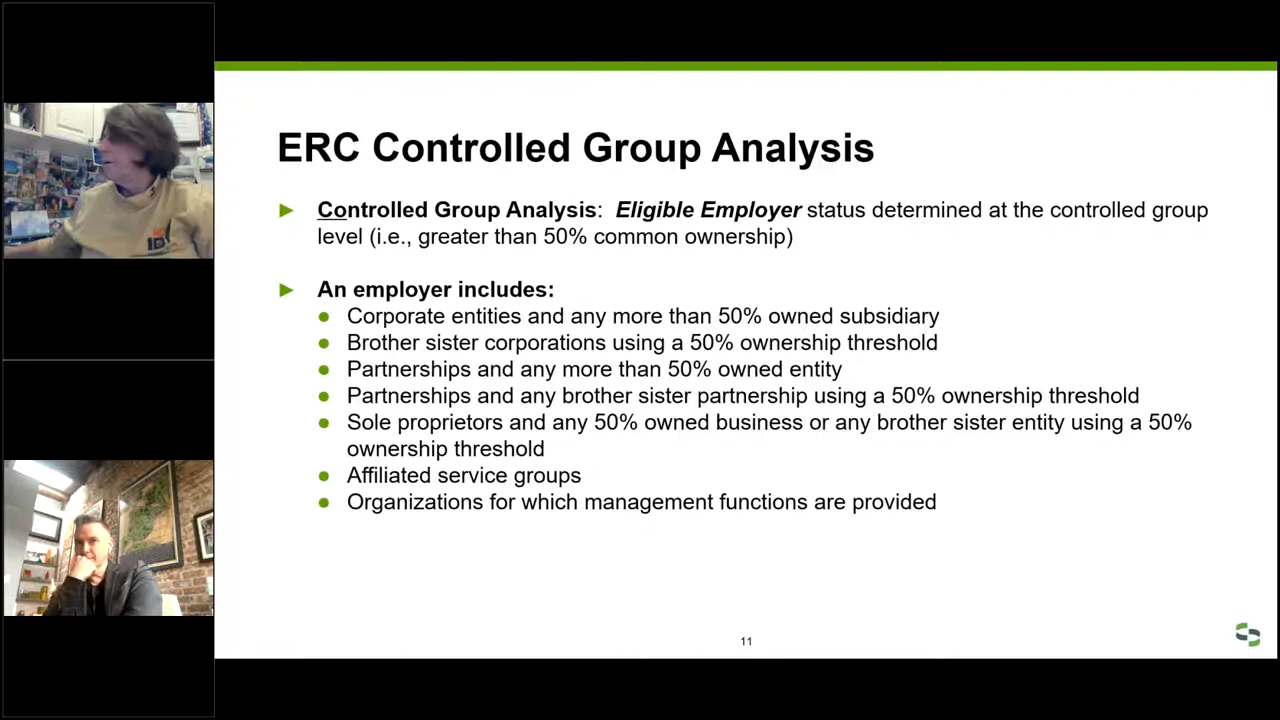 ERC Controlled Group Analysis
► Controlled Group Analysis: Eligible Employer status determined at the controlled group
level (i.e., greater than 50% common ownership)
► An employer includes:
● Corporate entities and any more than 50% owned subsidiary
● Brother sister corporations using a 50% ownership threshold
● Partnerships and any more than 50% owned entity
● Partnerships and any brother sister partnership using a 50% ownership threshold
● Sole proprietors and any 50% owned business or any brother sister entity using a 50%
ownership threshold
● Affiliated service groups
● Organizations for which management functions are provided
11